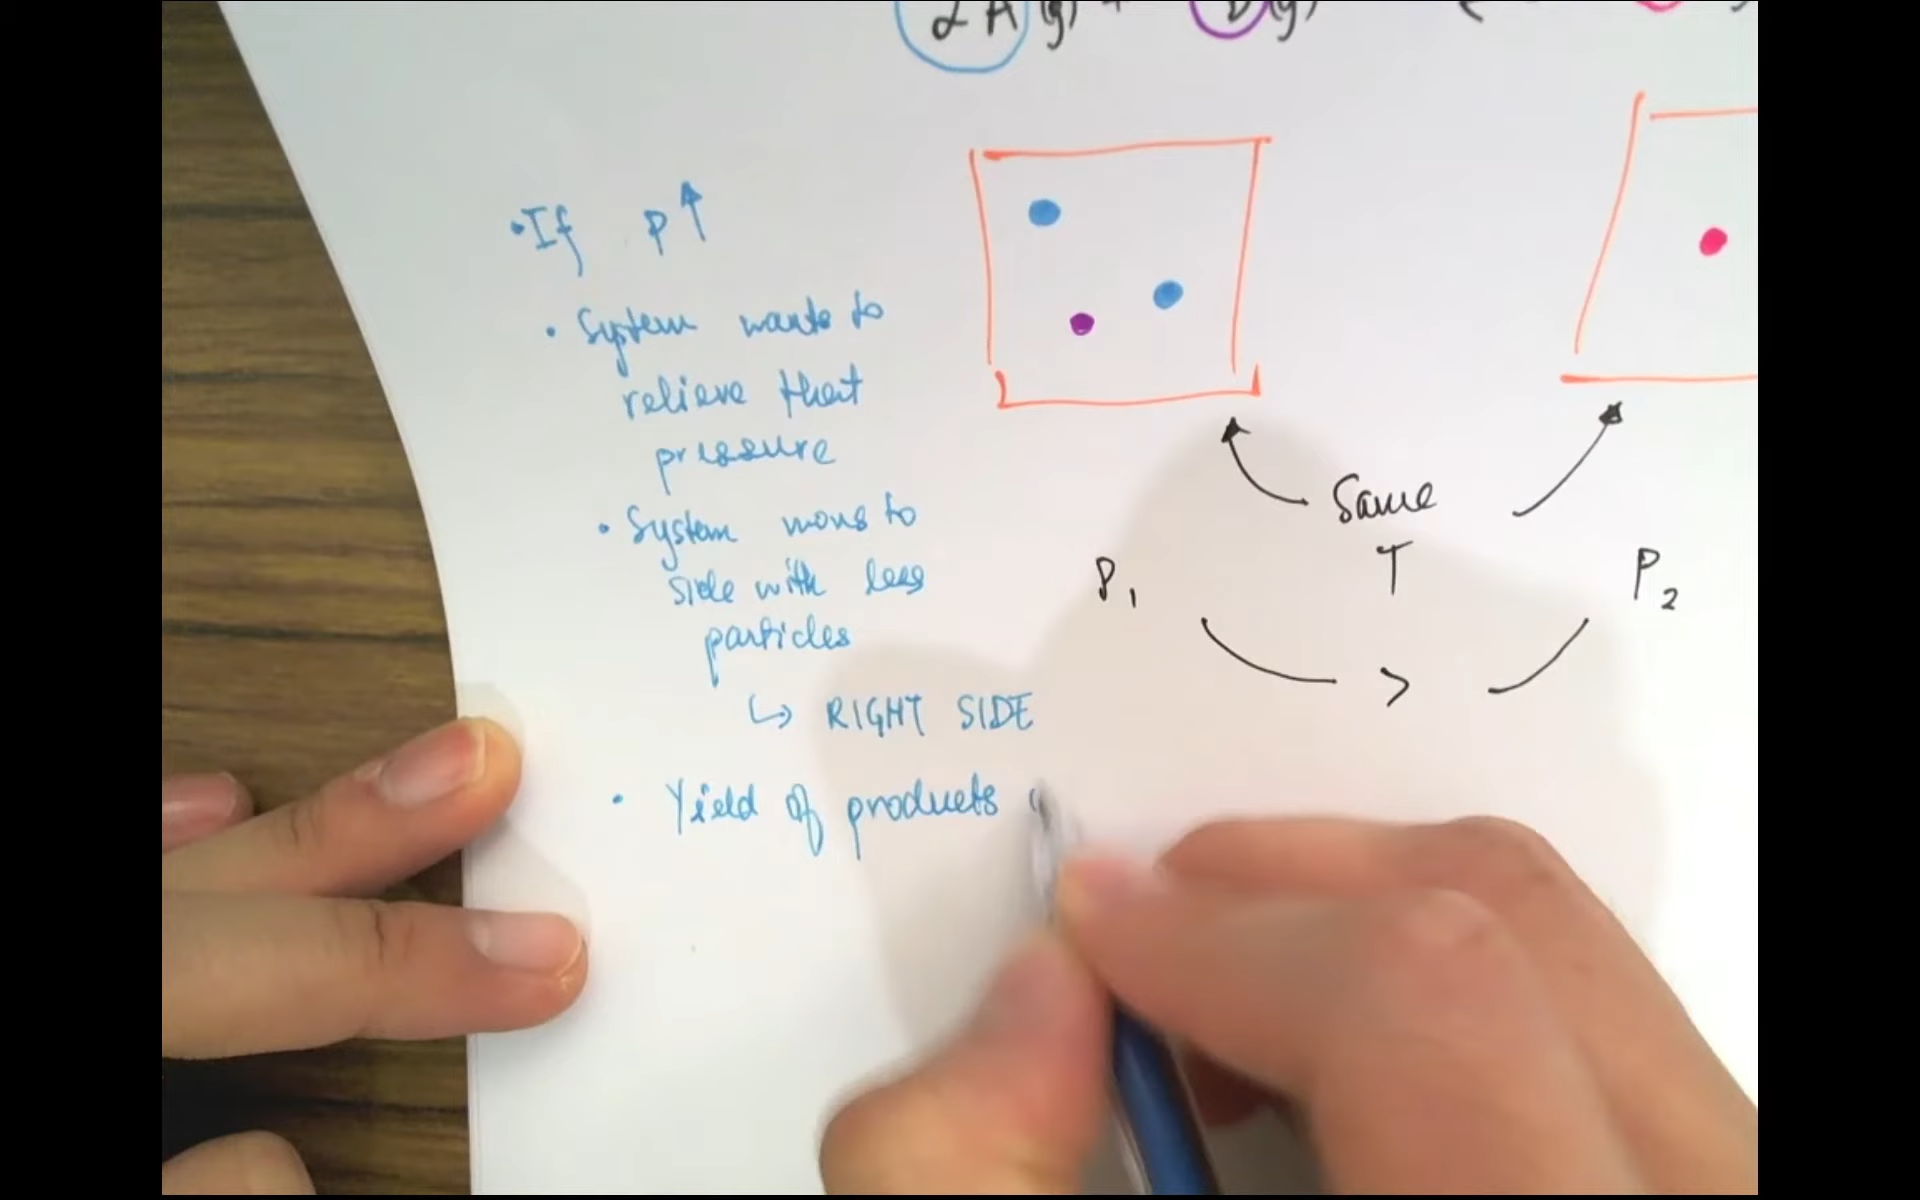 2A(g) + B(g)
• If P↑
• System wants to
relieve that
pressure
• System moves to
side with less
particles
↳ RIGHT SIDE
• Yield of products
Same
T
P₁
P₂
>